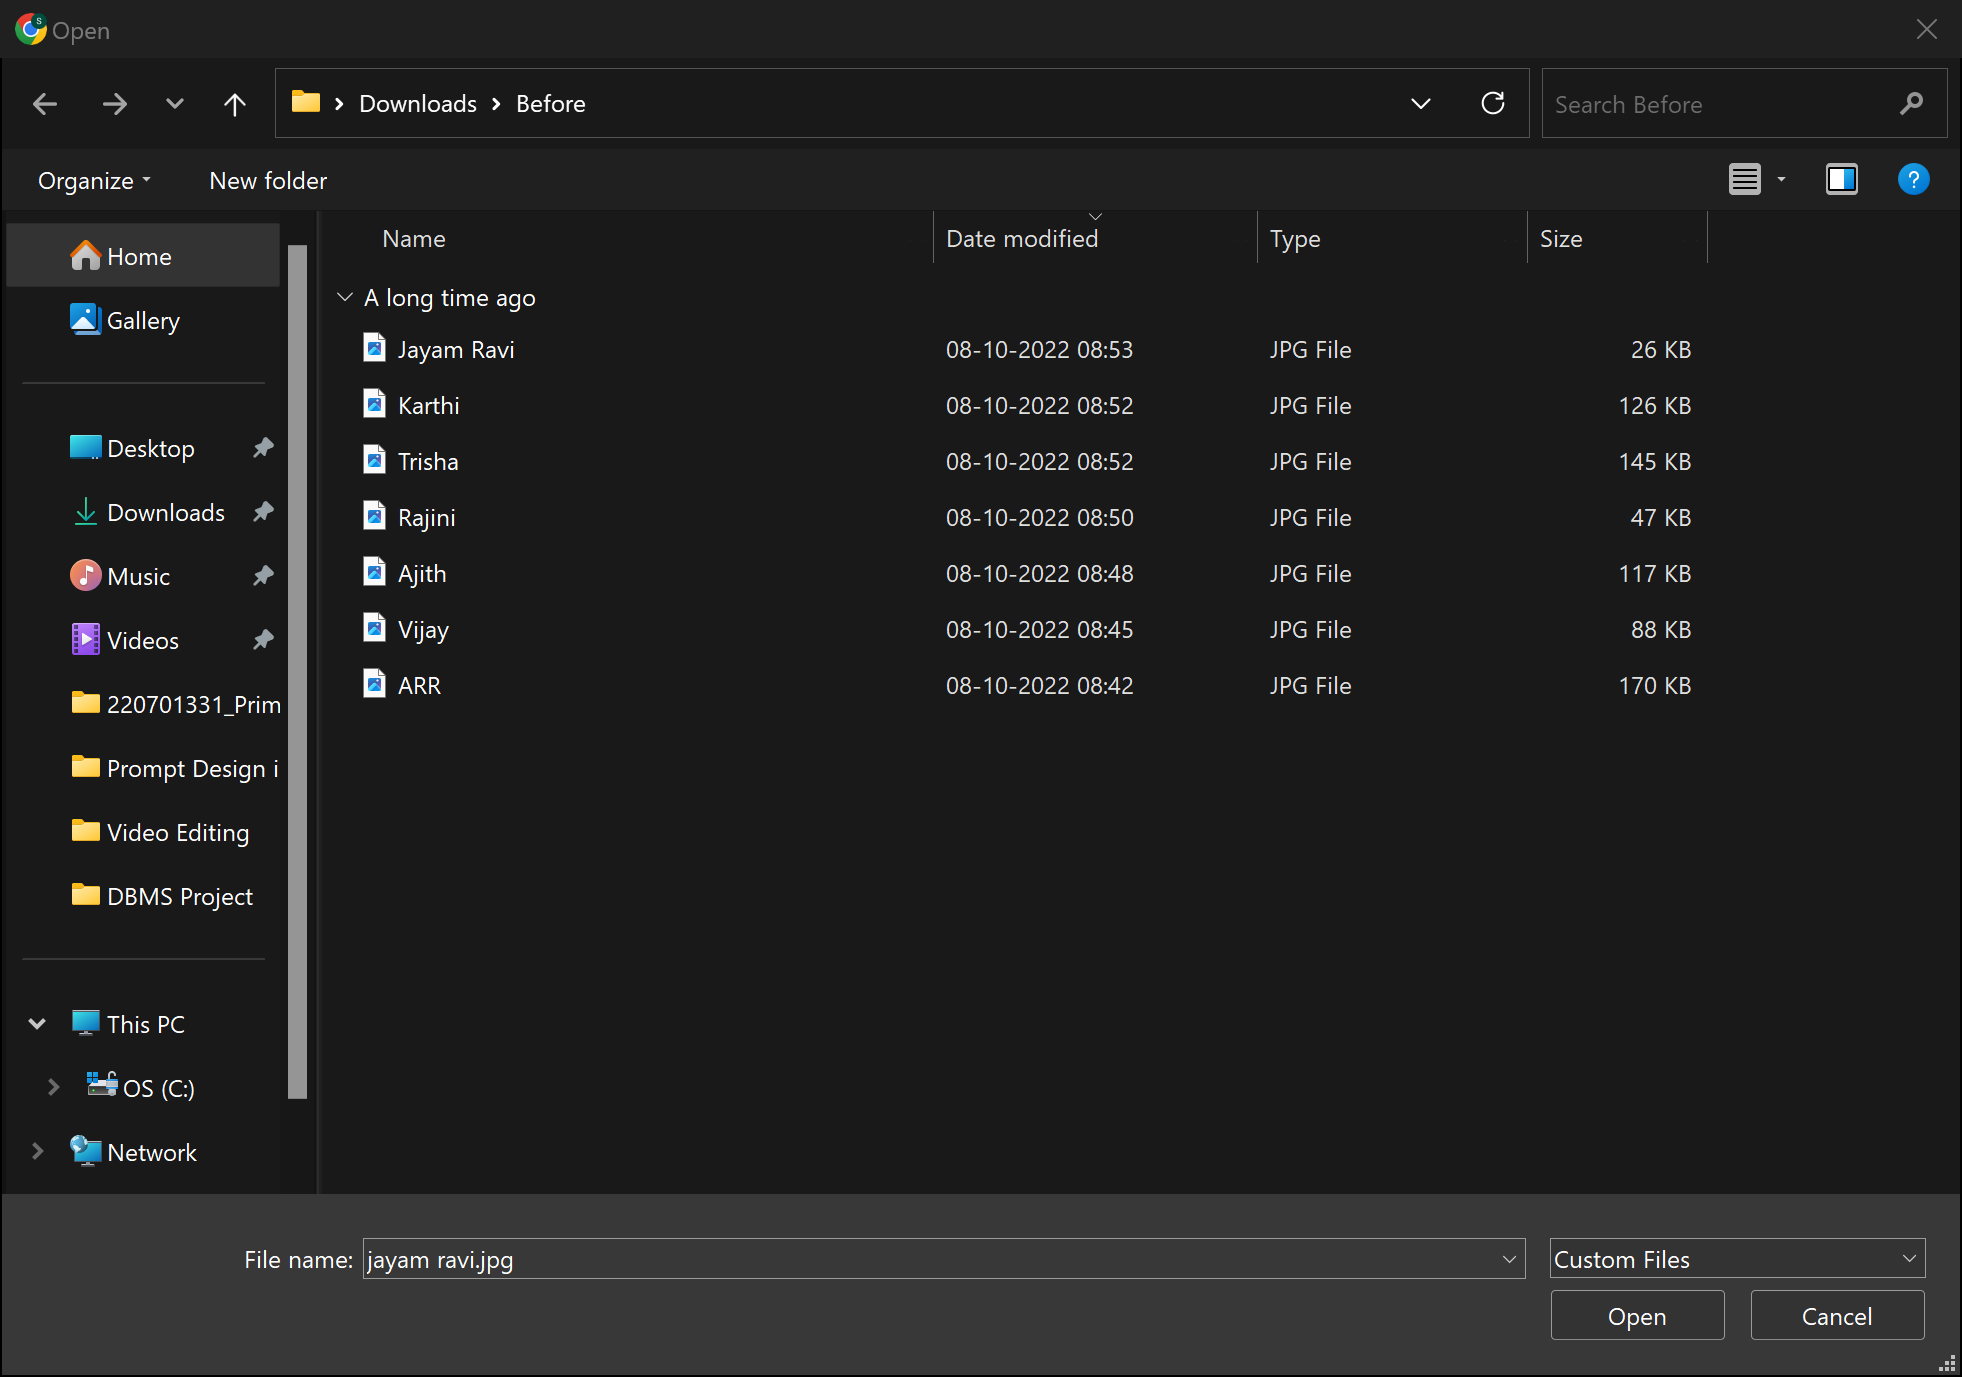 Open
Downloads Before
Search Before
Organize New folder
?
Name Date modified Type Size
Home
Gallery
Desktop
Downloads
Music
Videos
220701331_Prim
Prompt Design i
Video Editing
DBMS Project
This PC
OS (C:)
Network
A long time ago
Jayam Ravi 08-10-2022 08:53 JPG File 26 KB
Karthi 08-10-2022 08:52 JPG File 126 KB
Trisha 08-10-2022 08:52 JPG File 145 KB
Rajini 08-10-2022 08:50 JPG File 47 KB
Ajith 08-10-2022 08:48 JPG File 117 KB
Vijay 08-10-2022 08:45 JPG File 88 KB
ARR 08-10-2022 08:42 JPG File 170 KB
File name: jayam ravi.jpg Custom Files
Open Cancel